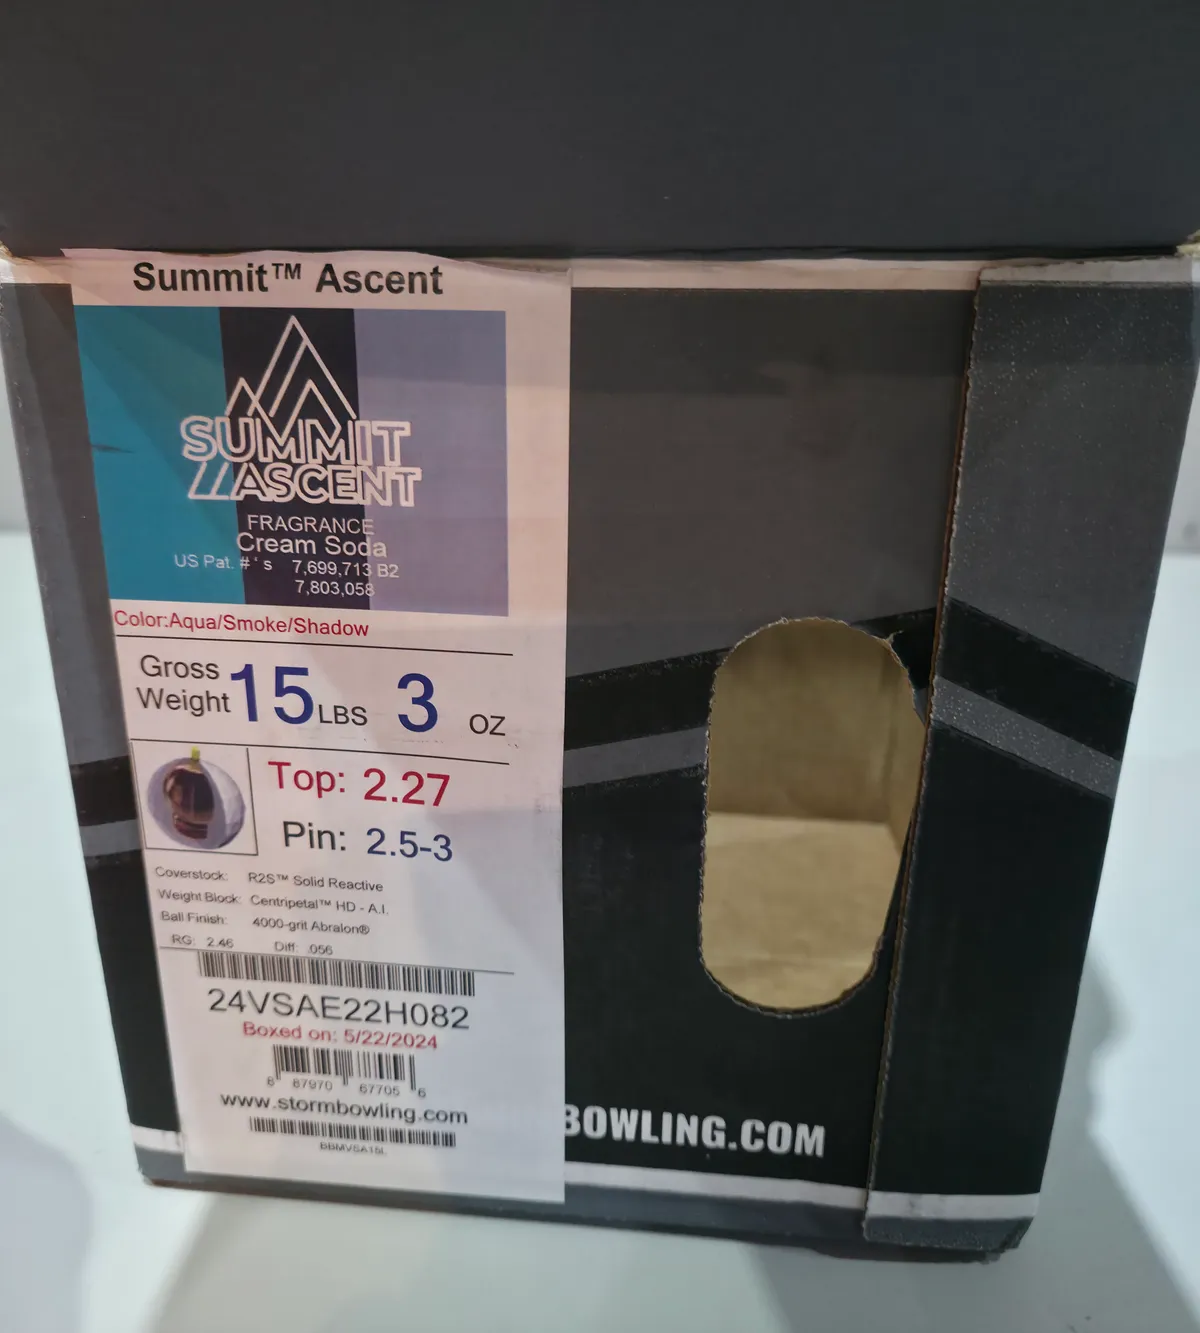 Summit™ Ascent
SUMMIT
ASCENT
FRAGRANCE
Cream Soda
US Pat. #'s 7,699,713 B2
7,803,058
Color:Aqua/Smoke/Shadow
Gross
Weight 15 LBS 3 OZ
Top: 2.27
Pin: 2.5-3
Coverstock: R2S™ Solid Reactive
Weight Block: Centripetal™ HD - A.I.
Ball Finish: 4000-grit Abralon®
RG: 2.46 Diff: .056
24VSAE22H082
Boxed on: 5/22/2024
8 87970 67705 6
www.stormbowling.com
BBMVSA15L
BOWLING.COM